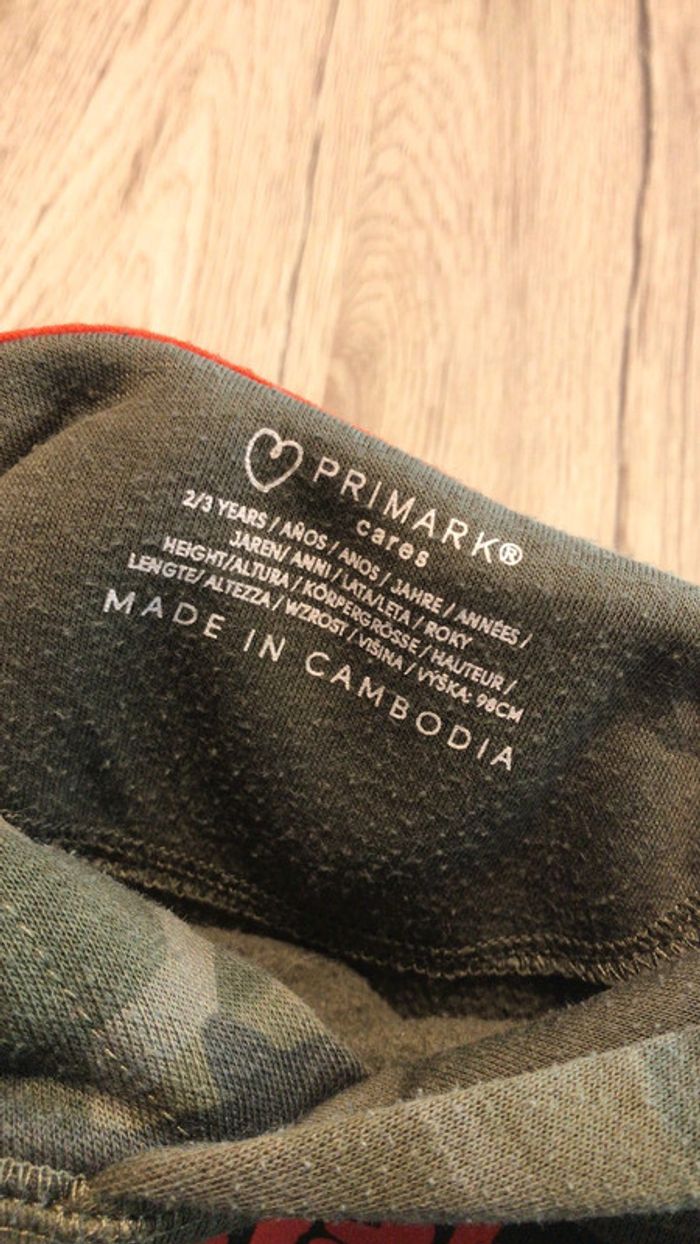 PRIMARK®
cares
2/3 YEARS / AÑOS / ANOS / JAHRE / ANNÉES /
JAREN/ ANNI / LATA/LETA / ROKY
HEIGHT/ALTURA / KÖRPERGRÖSSE / HAUTEUR /
LENGTE/ ALTEZZA / WZROST / VIŠINA / VÝŠKA: 98CM
MADE IN CAMBODIA